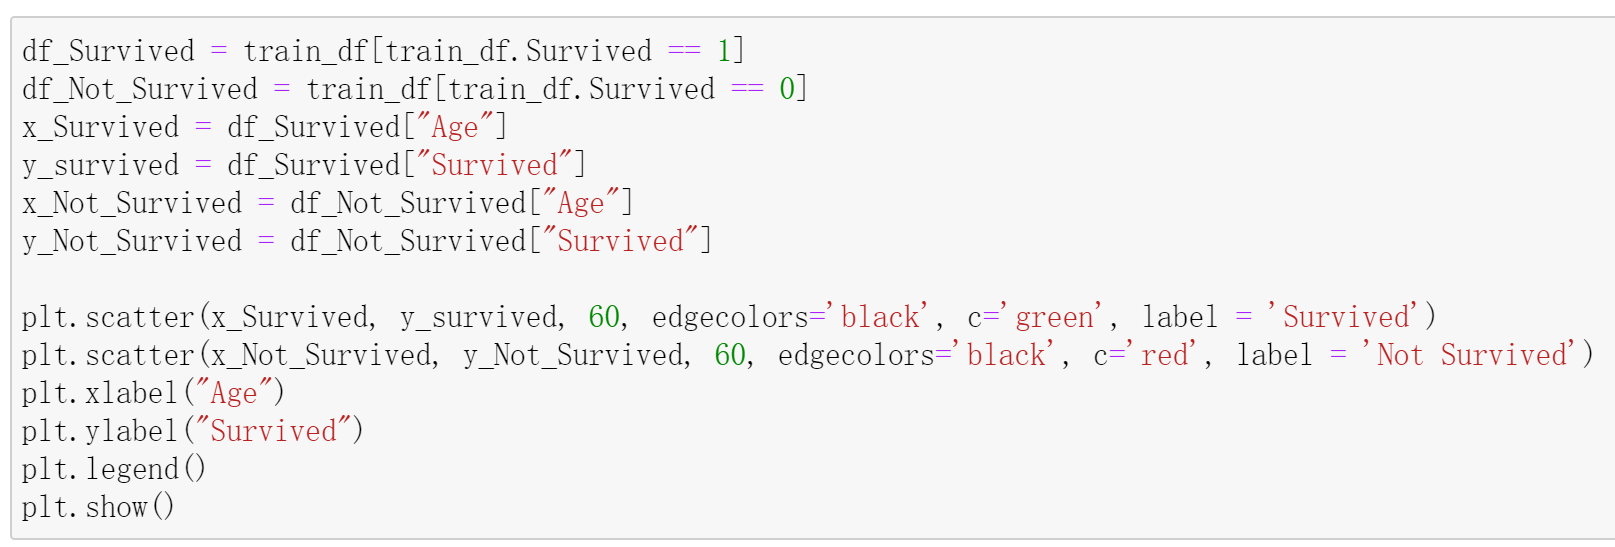 df_Survived = train_df[train_df.Survived == 1]
df_Not_Survived = train_df[train_df.Survived == 0]
x_Survived = df_Survived["Age"]
y_survived = df_Survived["Survived"]
x_Not_Survived = df_Not_Survived["Age"]
y_Not_Survived = df_Not_Survived["Survived"]

plt.scatter(x_Survived, y_survived, 60, edgecolors='black', c='green', label = 'Survived')
plt.scatter(x_Not_Survived, y_Not_Survived, 60, edgecolors='black', c='red', label = 'Not Survived')
plt.xlabel("Age")
plt.ylabel("Survived")
plt.legend()
plt.show()